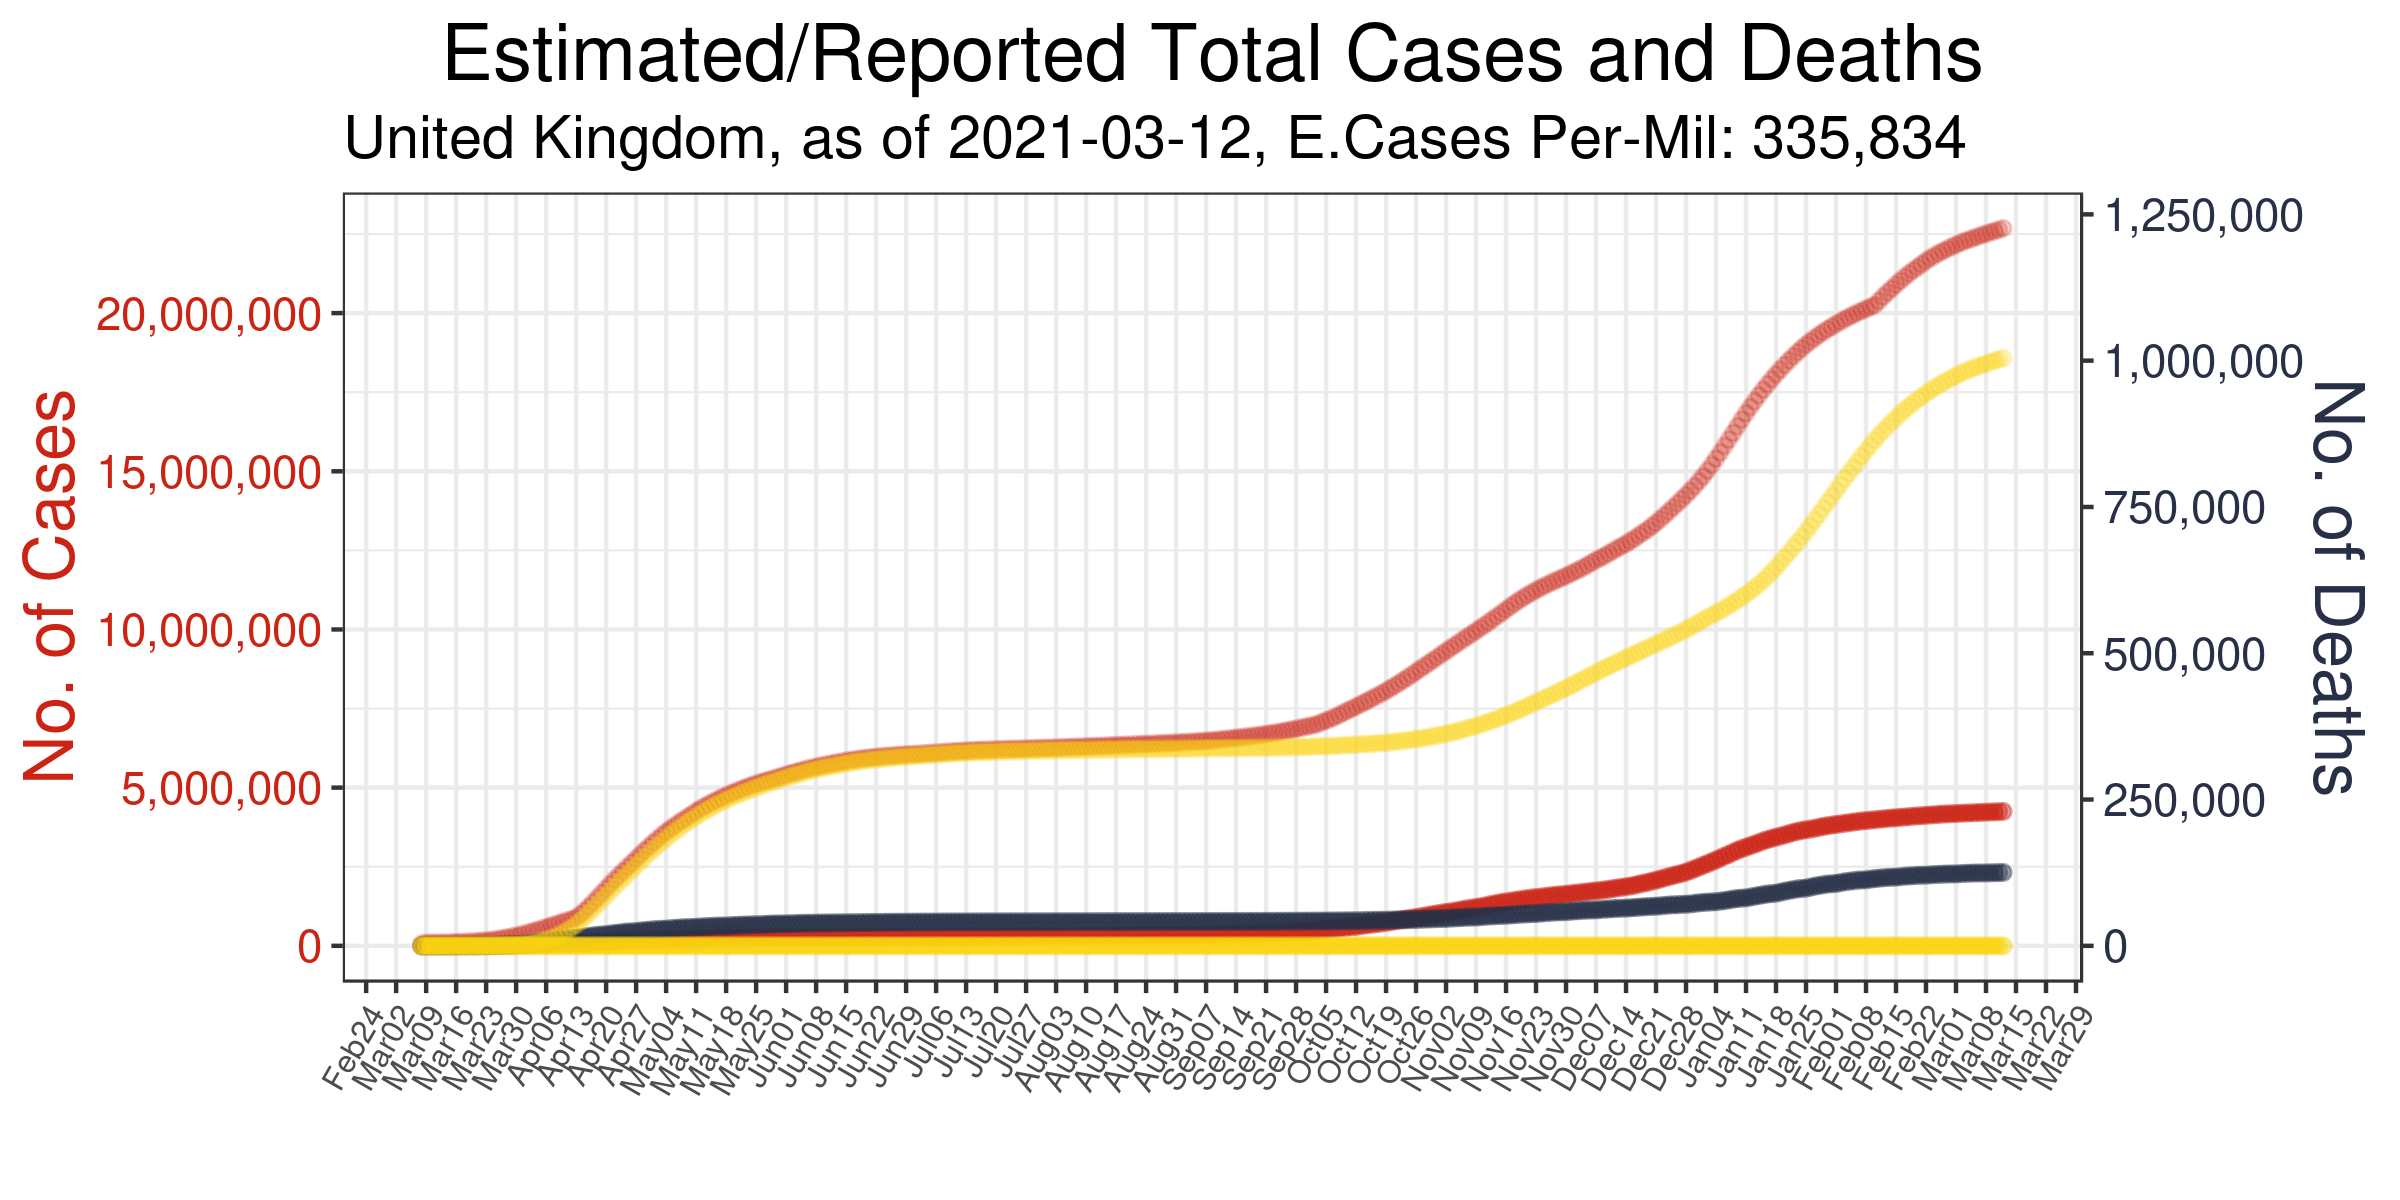 Estimated/Reported Total Cases and Deaths
United Kingdom, as of 2021-03-12, E.Cases Per-Mil: 335,834
No. of Cases
20,000,000
15,000,000
10,000,000
5,000,000
0
1,250,000
1,000,000
750,000
500,000
250,000
0
No. of Deaths
Feb24
Mar02
Mar09
Mar16
Mar23
Mar30
Apr06
Apr13
Apr20
Apr27
May04
May11
May18
May25
Jun01
Jun08
Jun15
Jun22
Jun29
Jul06
Jul13
Jul20
Jul27
Aug03
Aug10
Aug17
Aug24
Aug31
Sep07
Sep14
Sep21
Sep28
Oct05
Oct12
Oct19
Oct26
Nov02
Nov09
Nov16
Nov23
Nov30
Dec07
Dec14
Dec21
Dec28
Jan04
Jan11
Jan18
Jan25
Feb01
Feb08
Feb15
Feb22
Mar01
Mar08
Mar15
Mar22
Mar29